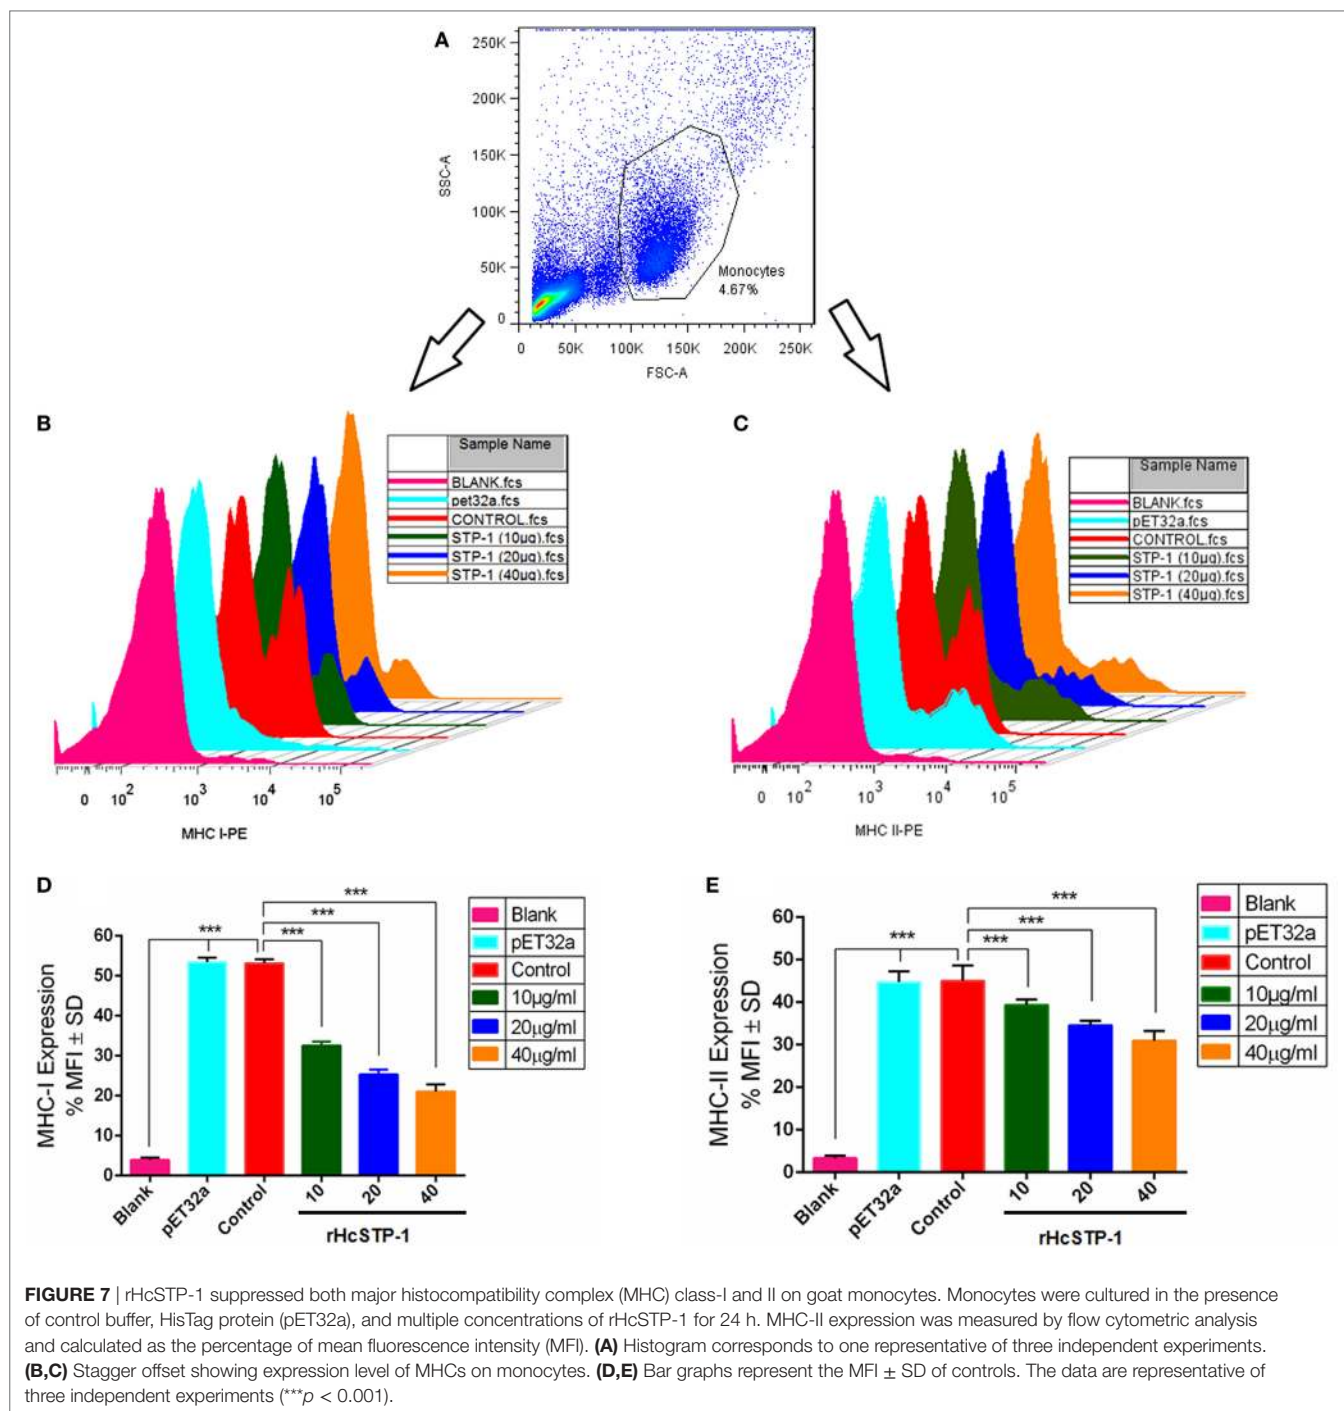 A
250K
200K
150K
100K
50K
0
SSC-A
Monocytes
4.67%
0 50K 100K 150K 200K 250K
FSC-A
B
Sample Name
BLANK.fcs
pet32a.fcs
CONTROL.fcs
STP-1 (10µg).fcs
STP-1 (20µg).fcs
STP-1 (40µg).fcs
0 10² 10³ 10⁴ 10⁵
MHC I-PE
C
Sample Name
BLANK.fcs
pET32a.fcs
CONTROL.fcs
STP-1 (10µg).fcs
STP-1 (20µg).fcs
STP-1 (40µg).fcs
0 10² 10³ 10⁴ 10⁵
MHC II-PE
D
***
***
*** ***
60
50
40
30
20
10
0
MHC-I Expression
% MFI ± SD
Blank pET32a Control 10 20 40
rHcSTP-1
Blank
pET32a
Control
10µg/ml
20µg/ml
40µg/ml
E
***
***
*** ***
60
50
40
30
20
10
0
MHC-II Expression
% MFI ± SD
Blank pET32a Control 10 20 40
rHcSTP-1
Blank
pET32a
Control
10µg/ml
20µg/ml
40µg/ml
FIGURE 7 | rHcSTP-1 suppressed both major histocompatibility complex (MHC) class-I and II on goat monocytes. Monocytes were cultured in the presence
of control buffer, HisTag protein (pET32a), and multiple concentrations of rHcSTP-1 for 24 h. MHC-II expression was measured by flow cytometric analysis
and calculated as the percentage of mean fluorescence intensity (MFI). (A) Histogram corresponds to one representative of three independent experiments.
(B,C) Stagger offset showing expression level of MHCs on monocytes. (D,E) Bar graphs represent the MFI ± SD of controls. The data are representative of
three independent experiments (***p < 0.001).